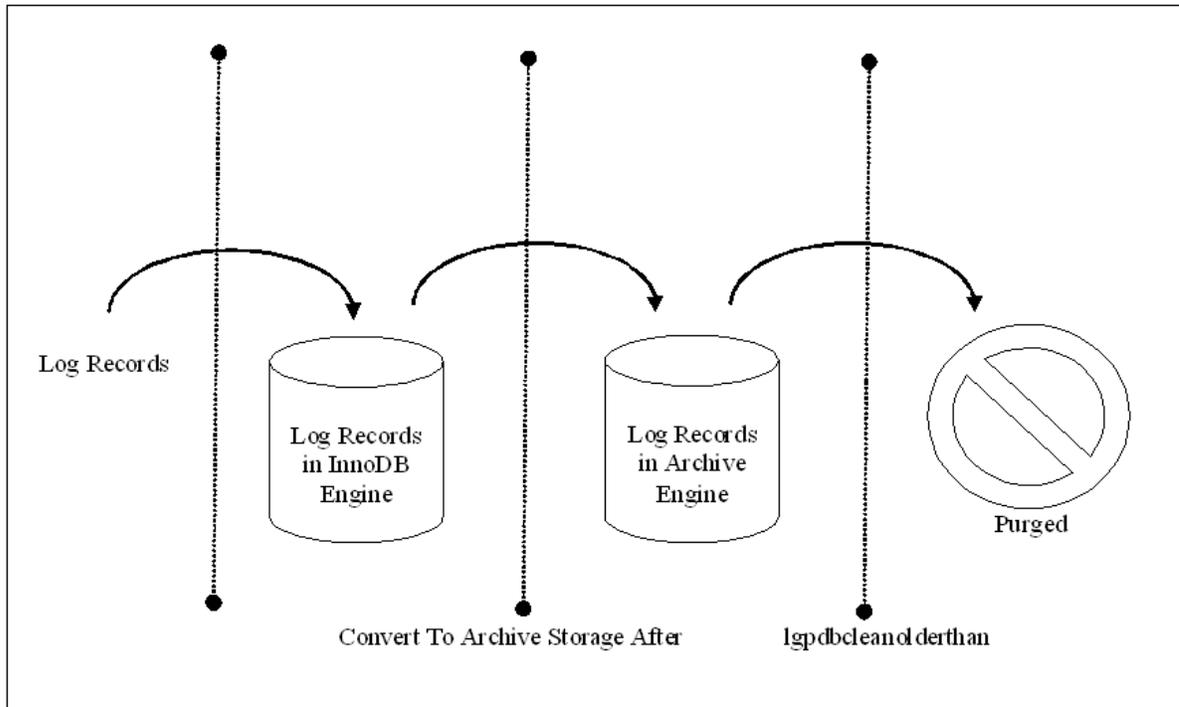 Log Records
Log Records
in InnoDB
Engine
Log Records
in Archive
Engine
Purged
Convert To Archive Storage After
lgpdbcleanolderthan